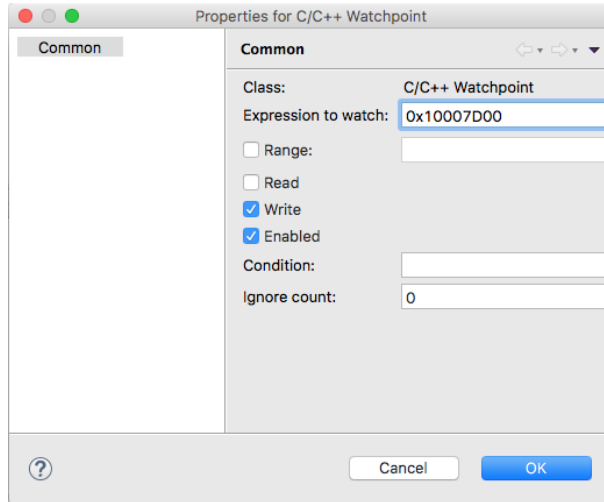 Properties for C/C++ Watchpoint
Common
Common
Class: C/C++ Watchpoint
Expression to watch: 0x10007D00
Range:
Read
Write
Enabled
Condition:
Ignore count: 0
?
Cancel OK